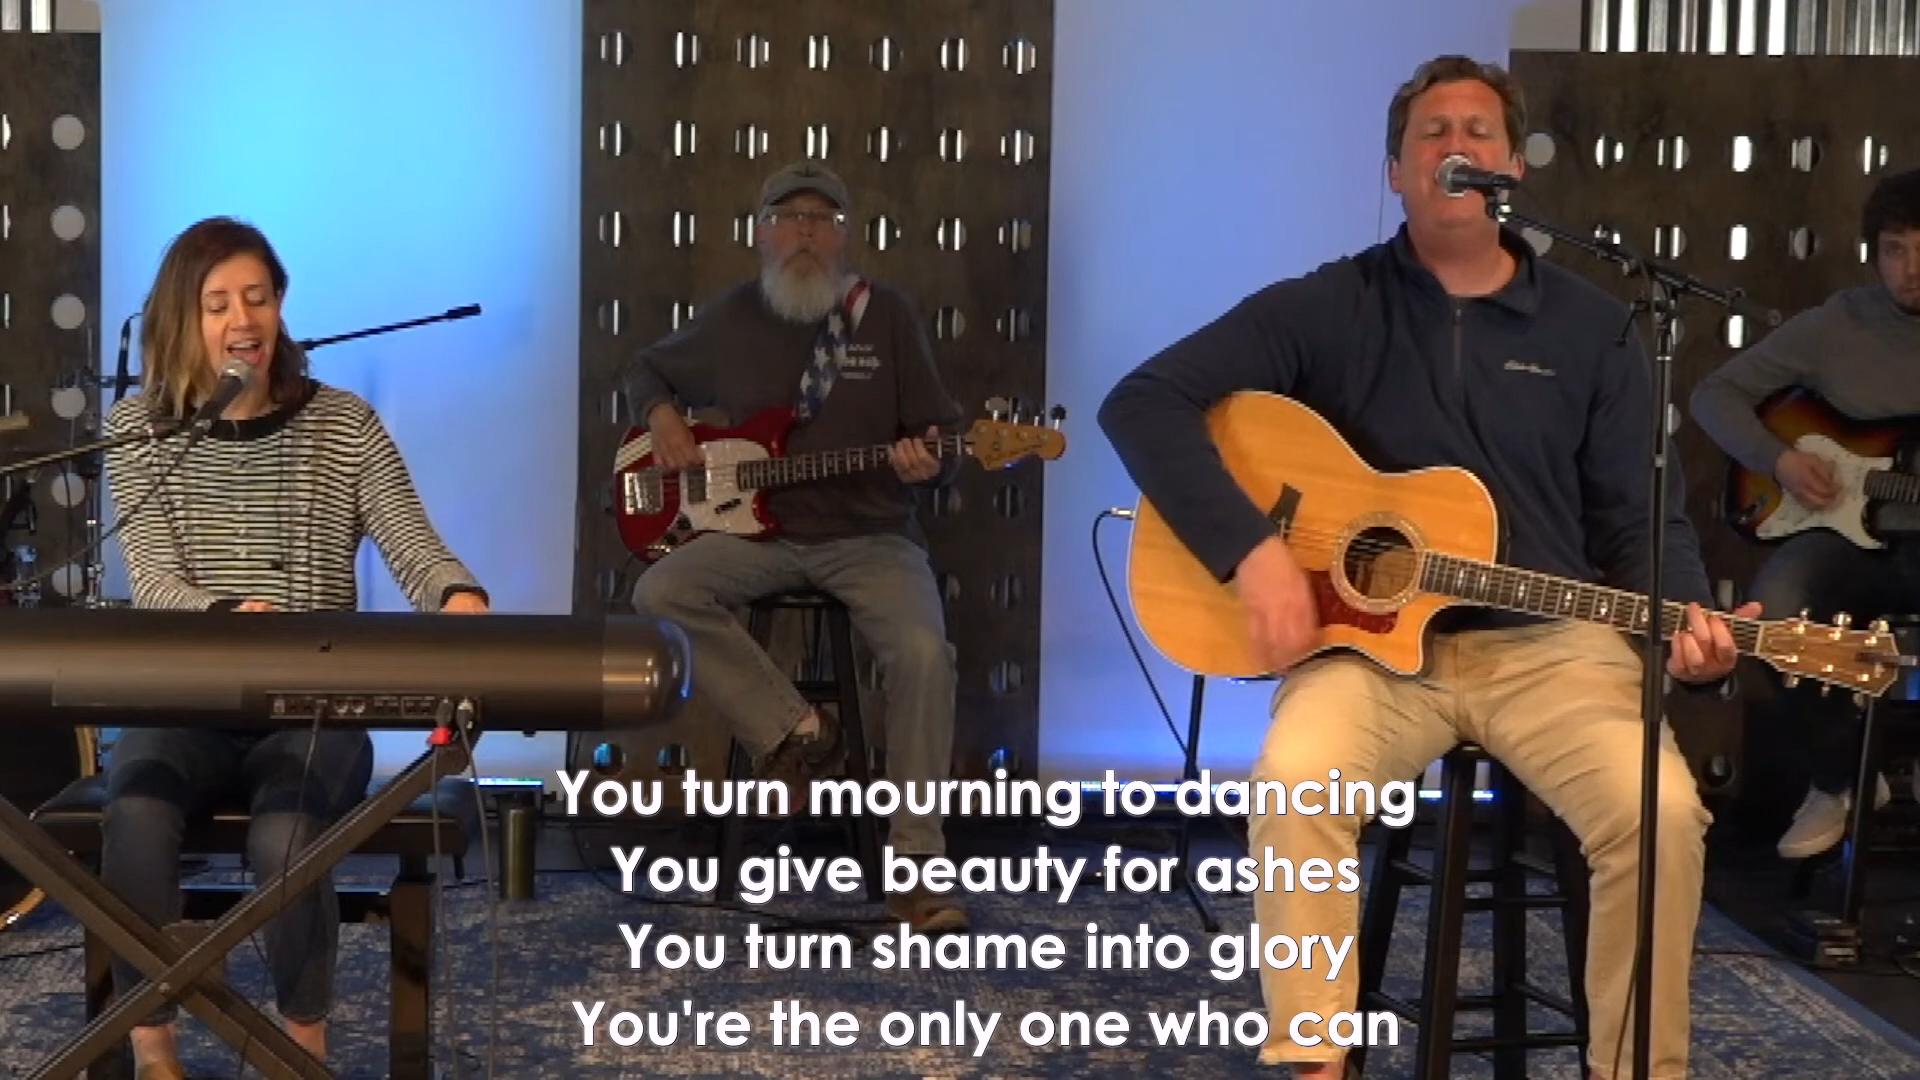 You turn mourning to dancing
You give beauty for ashes
You turn shame into glory
You're the only one who can